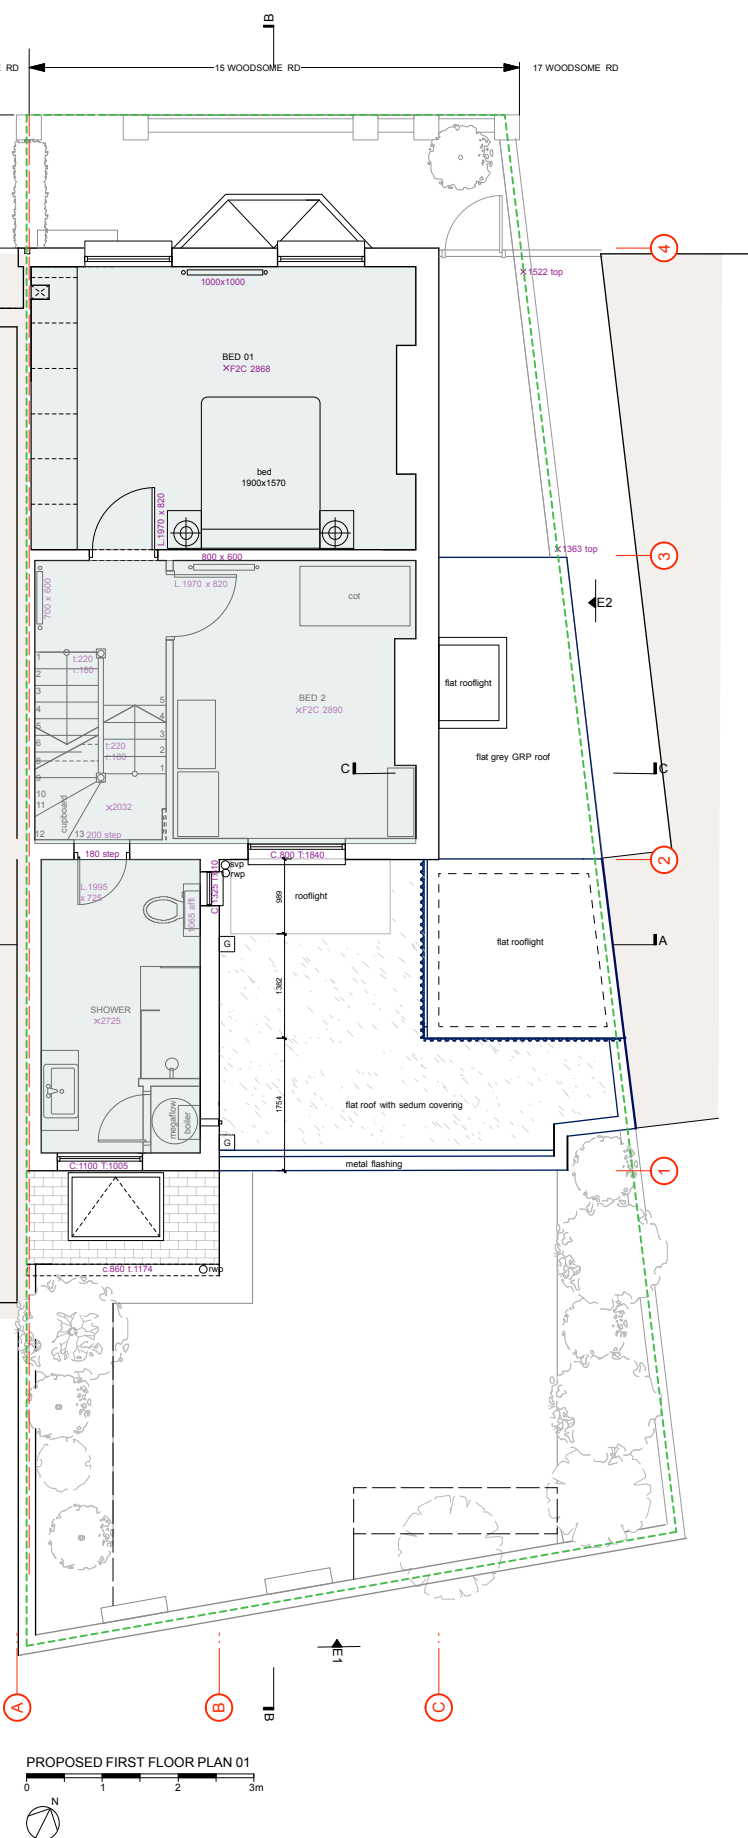 B
E RD
15 WOODSOME RD
17 WOODSOME RD
4
1522 top
1000x1000
BED 01
F2C 2868
bed
1900x1570
L.1970 x 820
800 x 600
3
1363 top
L.1970 x 820
700 x 600
cot
E2
1
2
3
4
5
6
8
9
10
11
12
13
t:220
r:180
5
4
3
2
1
t:220
r:180
cupboard
2032
200 step
BED 2
F2C 2890
flat rooflight
flat grey GRP roof
C
C
2
180 step
C:800 T:1840
svp
rwp
L.1995
x 725
1065 affl
989
rooflight
G
flat rooflight
A
1382
SHOWER
2725
megaflow
boiler
1754
flat roof with sedum covering
G
metal flashing
1
C:1100 T:1005
c.860 t.1174
rwp
E1
A
B
C
B
PROPOSED FIRST FLOOR PLAN 01
0 1 2 3m
N